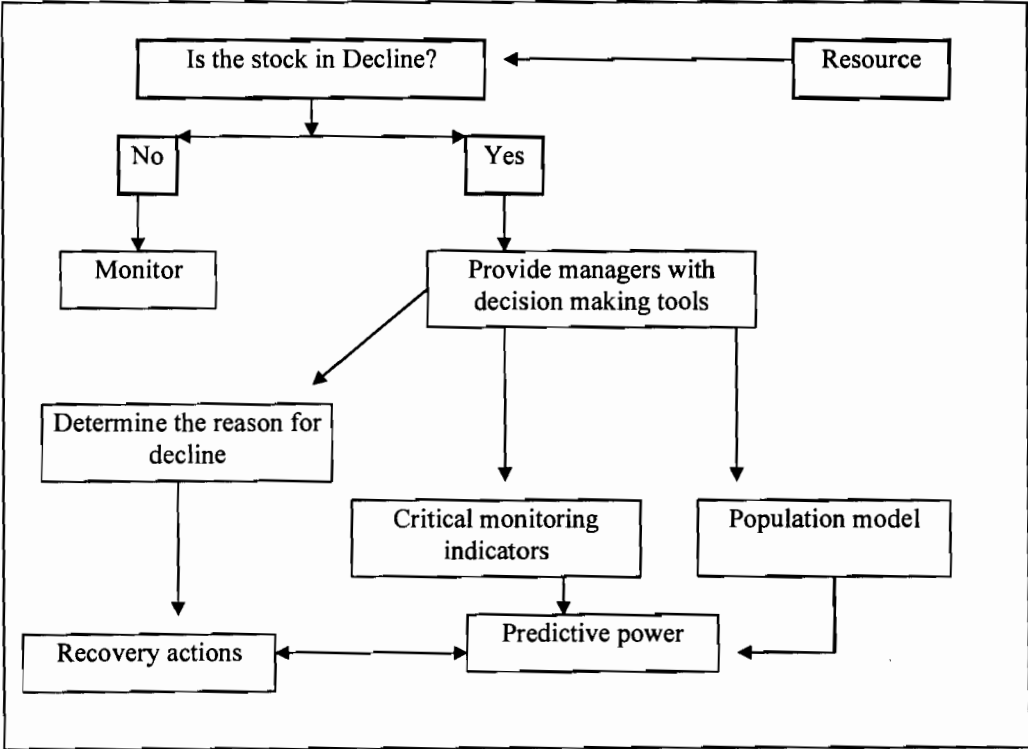 Is the stock in Decline?
Resource
No
Yes
Monitor
Provide managers with
decision making tools
Determine the reason for
decline
Critical monitoring
indicators
Population model
Predictive power
Recovery actions